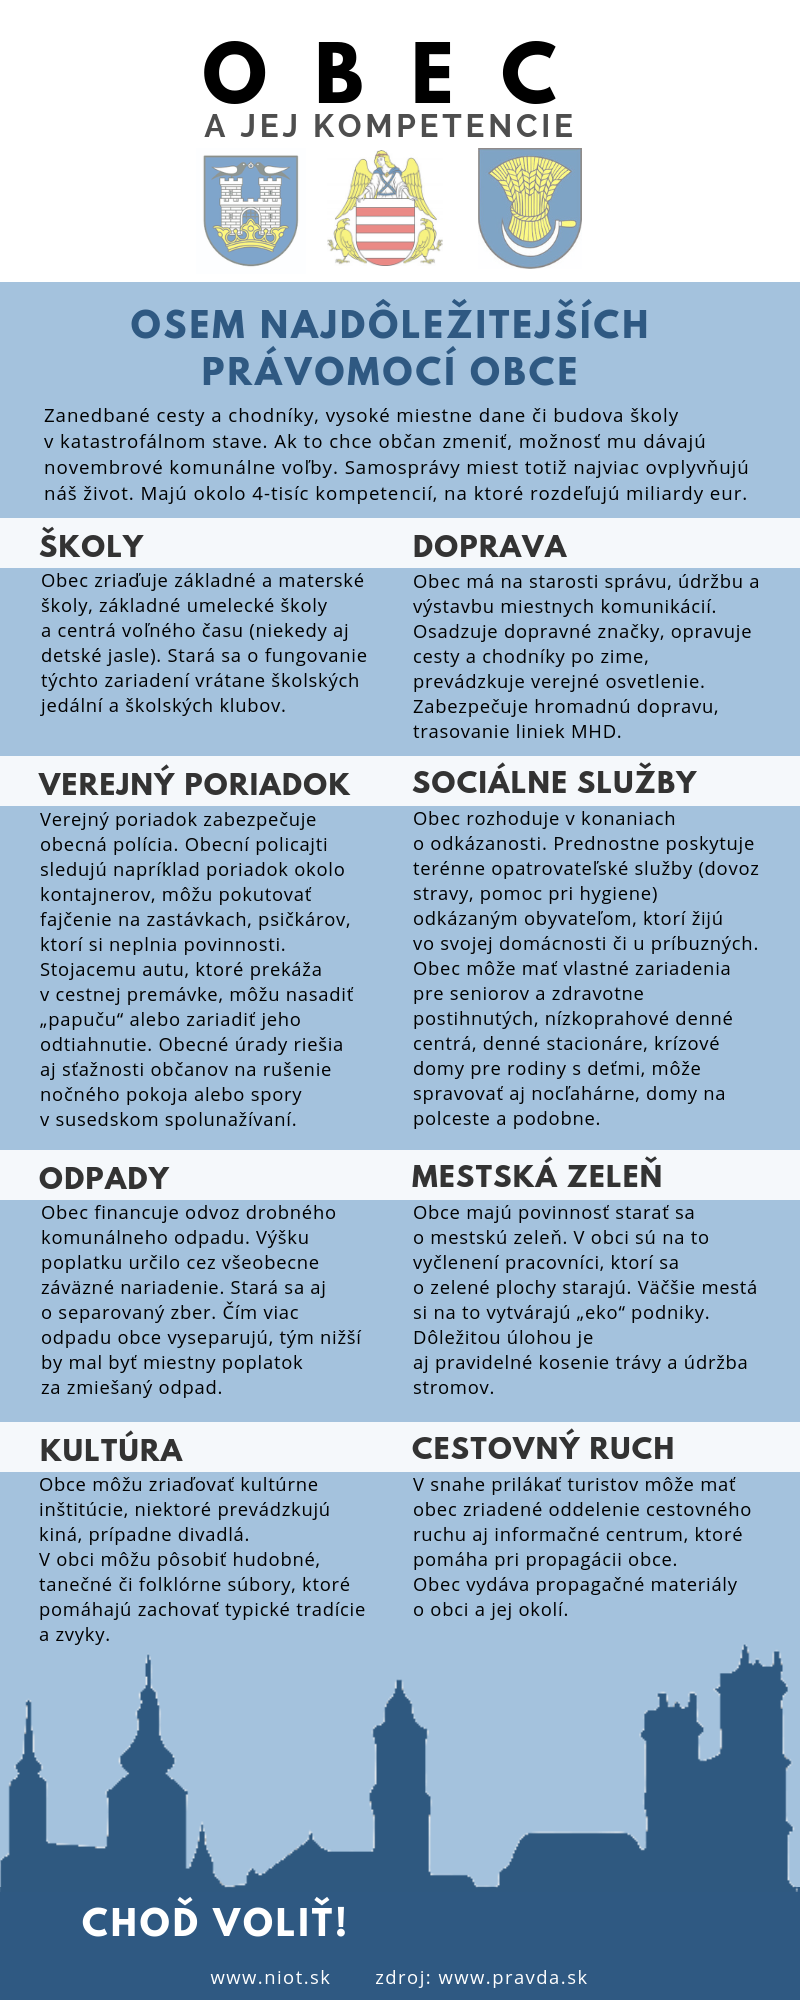 OBEC
A JEJ KOMPETENCIE
OSEM NAJDÔLEŽITEJŠÍCH
PRÁVOMOCÍ OBCE
Zanedbané cesty a chodníky, vysoké miestne dane či budova školy
v katastrofálnom stave. Ak to chce občan zmeniť, možnosť mu dávajú
novembrové komunálne voľby. Samosprávy miest totiž najviac ovplyvňujú
náš život. Majú okolo 4-tisíc kompetencií, na ktoré rozdeľujú miliardy eur.
ŠKOLY
Obec zriaďuje základné a materské
školy, základné umelecké školy
a centrá voľného času (niekedy aj
detské jasle). Stará sa o fungovanie
týchto zariadení vrátane školských
jedální a školských klubov.
DOPRAVA
Obec má na starosti správu, údržbu a
výstavbu miestnych komunikácií.
Osadzuje dopravné značky, opravuje
cesty a chodníky po zime,
prevádzkuje verejné osvetlenie.
Zabezpečuje hromadnú dopravu,
trasovanie liniek MHD.
VEREJNÝ PORIADOK
Verejný poriadok zabezpečuje
obecná polícia. Obecní policajti
sledujú napríklad poriadok okolo
kontajnerov, môžu pokutovať
fajčenie na zastávkach, psičkárov,
ktorí si neplnia povinnosti.
Stojacemu autu, ktoré prekáža
v cestnej premávke, môžu nasadiť
„papuču“ alebo zariadiť jeho
odtiahnutie. Obecné úrady riešia
aj sťažnosti občanov na rušenie
nočného pokoja alebo spory
v susedskom spolunažívaní.
SOCIÁLNE SLUŽBY
Obec rozhoduje v konaniach
o odkázanosti. Prednostne poskytuje
terénne opatrovateľské služby (dovoz
stravy, pomoc pri hygiene)
odkázaným obyvateľom, ktorí žijú
vo svojej domácnosti či u príbuzných.
Obec môže mať vlastné zariadenia
pre seniorov a zdravotne
postihnutých, nízkoprahové denné
centrá, denné stacionáre, krízové
domy pre rodiny s deťmi, môže
spravovať aj nocľahárne, domy na
polceste a podobne.
ODPADY
Obec financuje odvoz drobného
komunálneho odpadu. Výšku
poplatku určilo cez všeobecne
záväzné nariadenie. Stará sa aj
o separovaný zber. Čím viac
odpadu obce vyseparujú, tým nižší
by mal byť miestny poplatok
za zmiešaný odpad.
MESTSKÁ ZELEŇ
Obce majú povinnosť starať sa
o mestskú zeleň. V obci sú na to
vyčlenení pracovníci, ktorí sa
o zelené plochy starajú. Väčšie mestá
si na to vytvárajú „eko“ podniky.
Dôležitou úlohou je
aj pravidelné kosenie trávy a údržba
stromov.
KULTÚRA
Obce môžu zriaďovať kultúrne
inštitúcie, niektoré prevádzkujú
kiná, prípadne divadlá.
V obci môžu pôsobiť hudobné,
tanečné či folklórne súbory, ktoré
pomáhajú zachovať typické tradície
a zvyky.
CESTOVNÝ RUCH
V snahe prilákať turistov môže mať
obec zriadené oddelenie cestovného
ruchu aj informačné centrum, ktoré
pomáha pri propagácii obce.
Obec vydáva propagačné materiály
o obci a jej okolí.
CHOĎ VOLIŤ!
www.niot.sk zdroj: www.pravda.sk